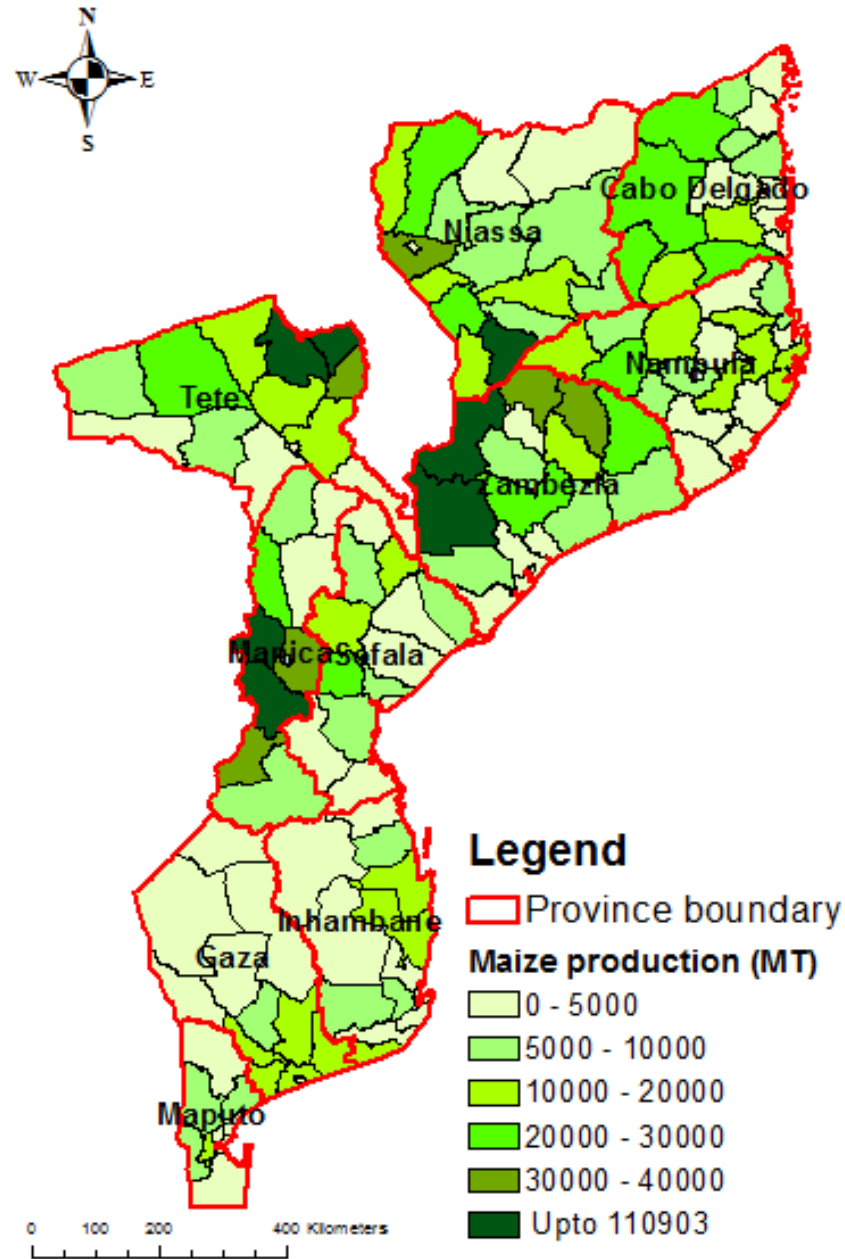 N
W E
S
Cabo Delgado
Niassa
Nampula
Tete
Zambezia
Manica Sofala
Inhambane
Gaza
Maputo
Legend
Province boundary
Maize production (MT)
0 - 5000
5000 - 10000
10000 - 20000
20000 - 30000
30000 - 40000
Upto 110903
0 100 200 400 Kilometers